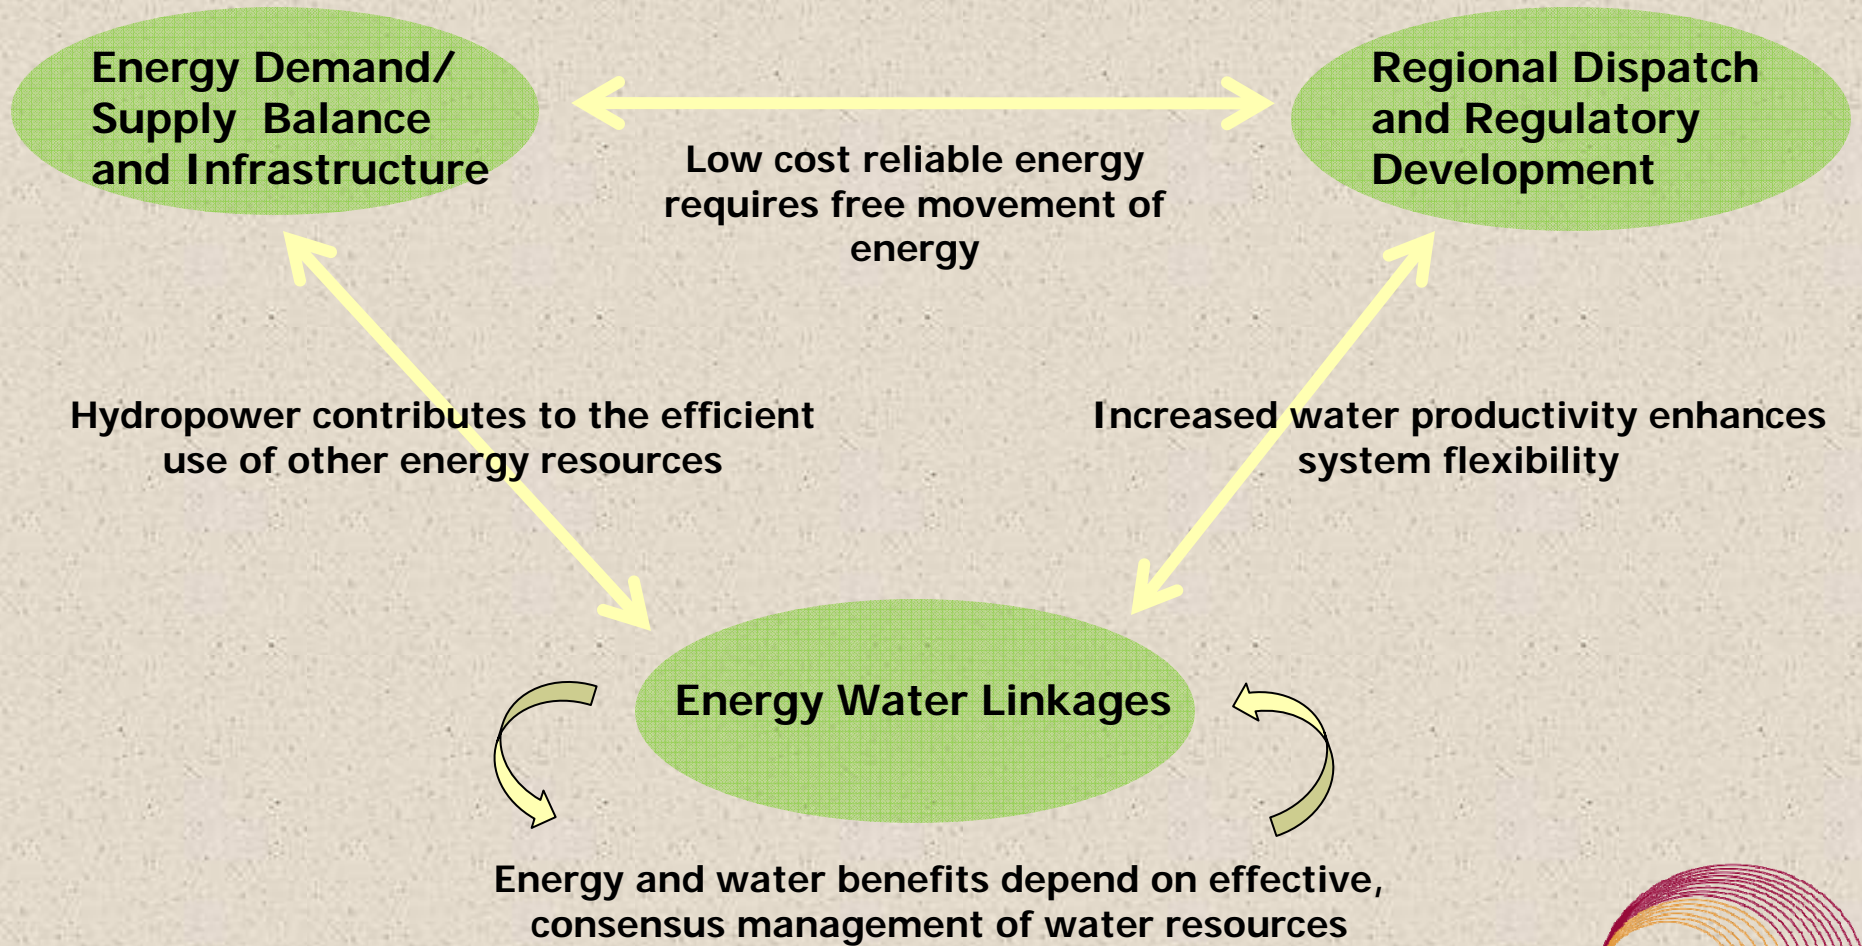 Energy Demand/
Supply Balance
and Infrastructure
Regional Dispatch
and Regulatory
Development
Low cost reliable energy
requires free movement of
energy
Hydropower contributes to the efficient
use of other energy resources
Increased water productivity enhances
system flexibility
Energy Water Linkages
Energy and water benefits depend on effective,
consensus management of water resources